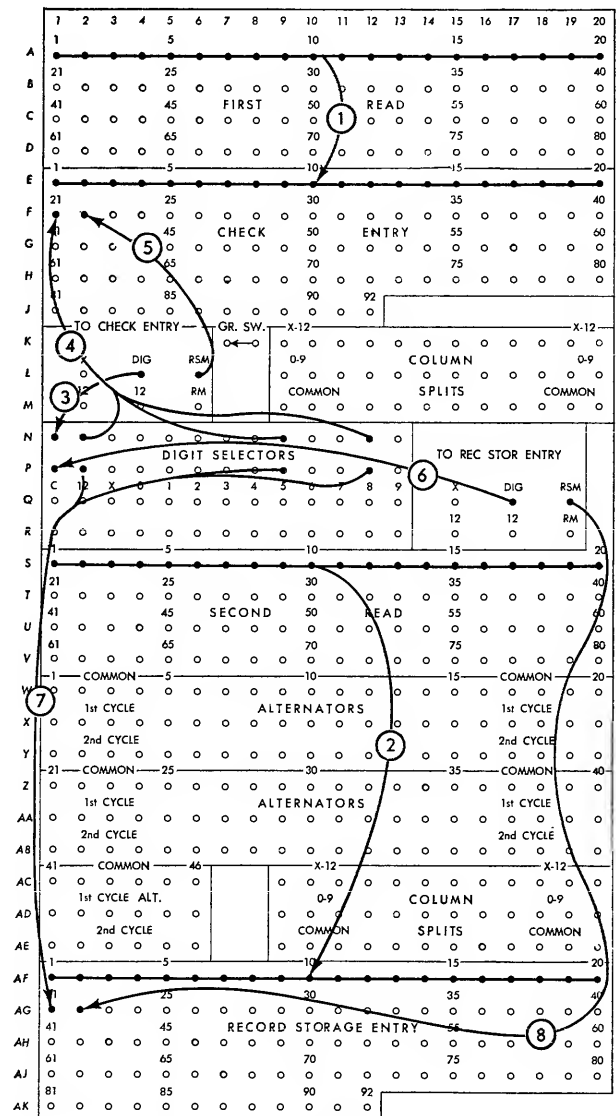 1 2 3 4 5 6 7 8 9 10 11 12 13 14 15 16 17 18 19 20
1 5 10 15 20
A
21 25 30 35 40
B
41 45 FIRST 50 READ 55 60
C
61 65 70 75 80
D
1 5 10 15 20
E
21 25 30 35 40
F
41 45 CHECK 50 ENTRY 55 60
G
61 65 70 75 80
H
81 85 90 92
J
TO CHECK ENTRY GR. SW. X-12 X-12
K
X DIG RSM 0-9 COLUMN 0-9
L
12 12 RM COMMON SPLITS COMMON
M
N
DIGIT SELECTORS TO REC STOR ENTRY
P
C 12 X 0 1 2 3 4 5 6 7 8 9 X DIG RSM
Q
12 12 RM
R
1 5 10 15 20
S
21 25 30 35 40
T
41 45 SECOND 50 READ 55 60
U
61 65 70 75 80
V
1 COMMON 5 10 15 COMMON 20
W
1st CYCLE ALTERNATORS 1st CYCLE
X
2nd CYCLE 2nd CYCLE
Y
21 COMMON 25 30 35 COMMON 40
Z
1st CYCLE ALTERNATORS 1st CYCLE
AA
2nd CYCLE 2nd CYCLE
AB
41 COMMON 46 X-12 X-12
AC
1st CYCLE ALT. 0-9 COLUMN 0-9
AD
2nd CYCLE COMMON SPLITS COMMON
AE
1 5 10 15 20
AF
21 25 30 35 40
AG
41 45 RECORD STORAGE ENTRY 55 60
AH
61 65 70 75 80
AJ
81 85 90 92
AK
1
5
4
3
6
7
2
8